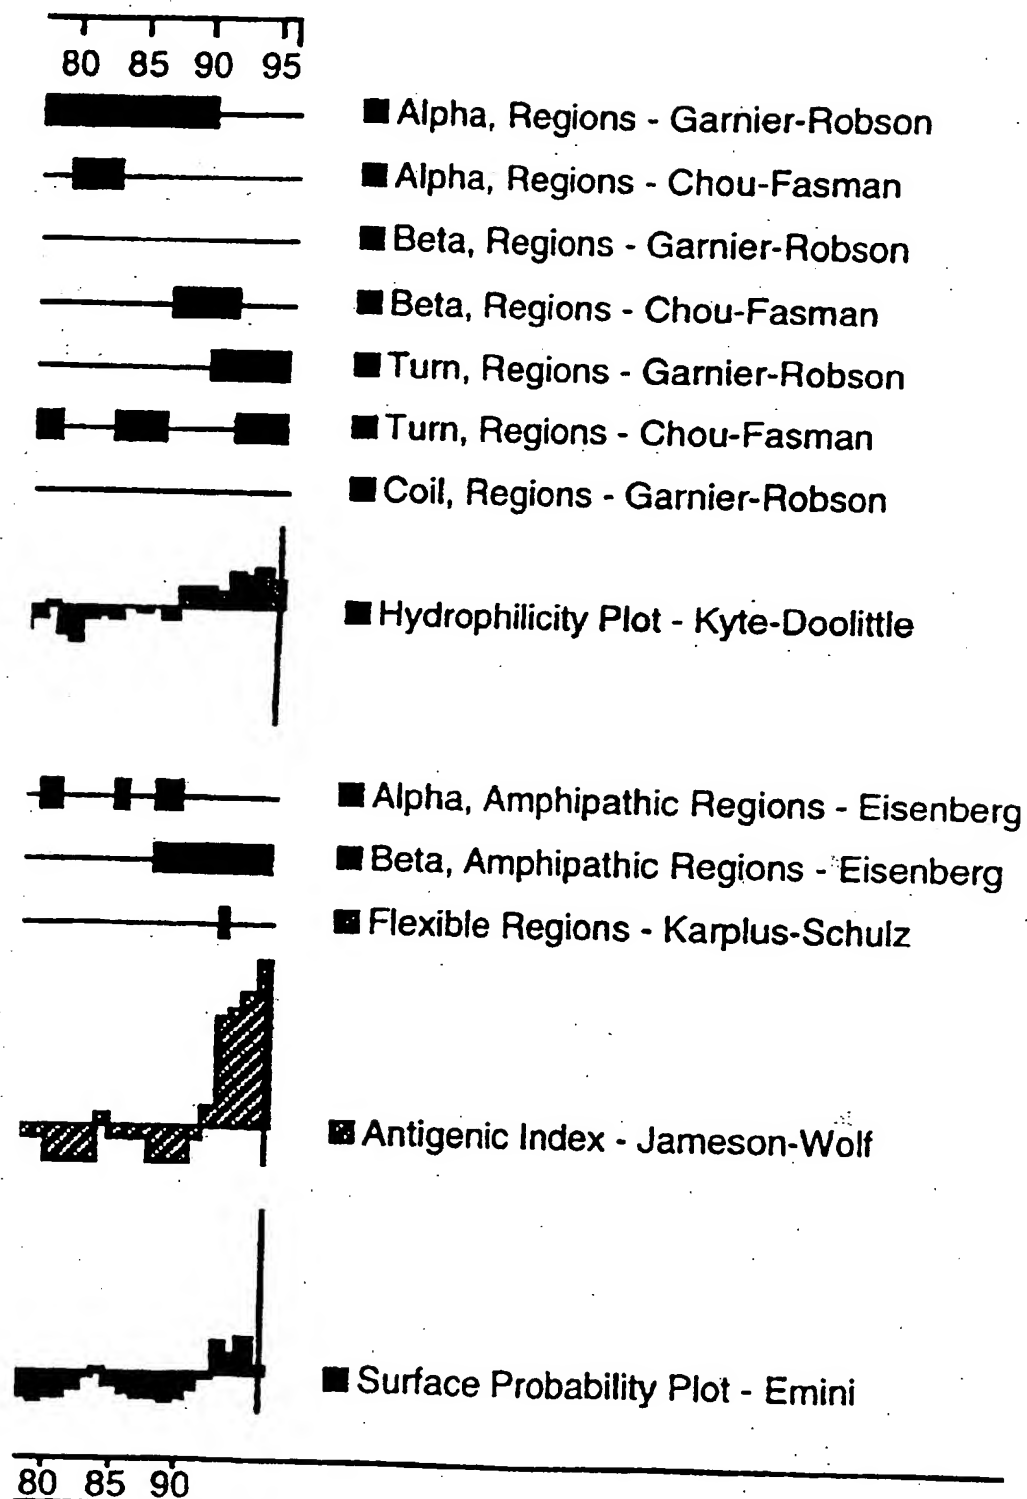 80 85 90 95
Alpha, Regions - Garnier-Robson
Alpha, Regions - Chou-Fasman
Beta, Regions - Garnier-Robson
Beta, Regions - Chou-Fasman
Turn, Regions - Garnier-Robson
Turn, Regions - Chou-Fasman
Coil, Regions - Garnier-Robson
Hydrophilicity Plot - Kyte-Doolittle
Alpha, Amphipathic Regions - Eisenberg
Beta, Amphipathic Regions - Eisenberg
Flexible Regions - Karplus-Schulz
Antigenic Index - Jameson-Wolf
Surface Probability Plot - Emini
80 85 90